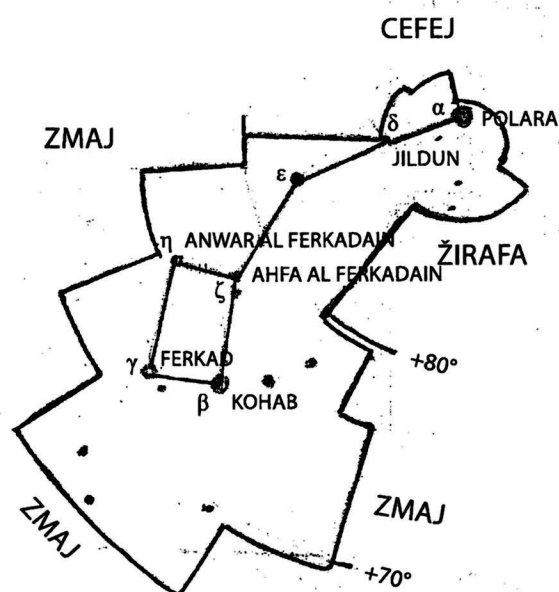 CEFEJ
α
POLARA
δ
JILDUN
ZMAJ
ε
η ANWAR AL FERKADAIN
ŽIRAFA
ζ AHFA AL FERKADAIN
+80°
γ FERKAD
β KOHAB
ZMAJ
ZMAJ
+70°